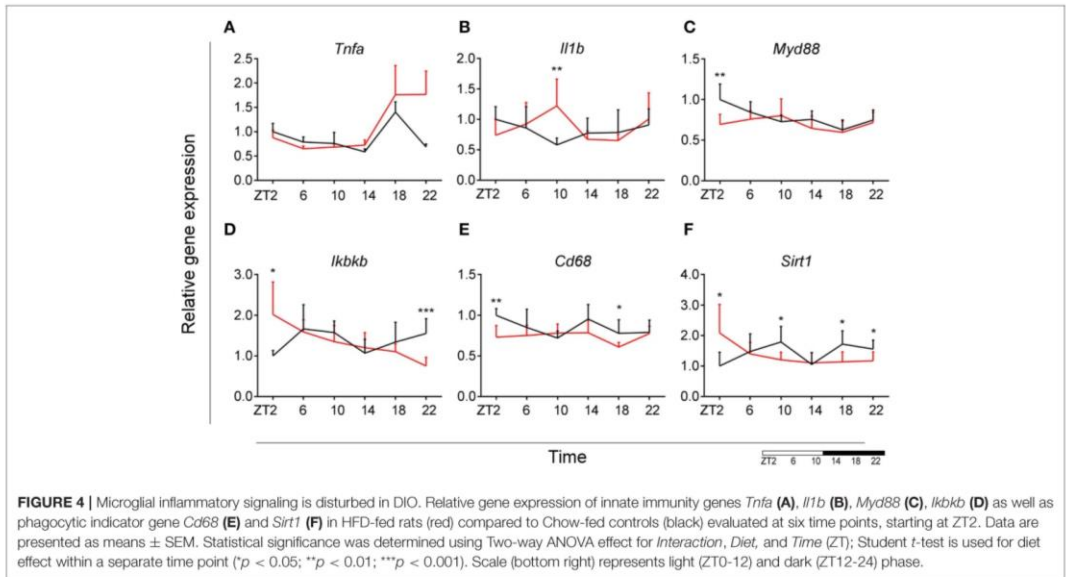 A
B
C
Tnfa
Il1b
Myd88
2.5
2.0
1.5
1.0
0.5
0.0
ZT2 6 10 14 18 22
**
2.0
1.5
1.0
0.5
0.0
ZT2 6 10 14 18 22
**
1.5
1.0
0.5
0.0
ZT2 6 10 14 18 22
Relative gene expression
D
E
F
Ikbkb
Cd68
Sirt1
*
***
3.0
2.0
1.0
0.0
ZT2 6 10 14 18 22
**
*
1.5
1.0
0.5
0.0
ZT2 6 10 14 18 22
*
*
*
*
4.0
3.0
2.0
1.0
0.0
ZT2 6 10 14 18 22
Time
ZT2 6 10 14 18 22
FIGURE 4 | Microglial inflammatory signaling is disturbed in DIO. Relative gene expression of innate immunity genes Tnfa (A), Il1b (B), Myd88 (C), Ikbkb (D) as well as
phagocytic indicator gene Cd68 (E) and Sirt1 (F) in HFD-fed rats (red) compared to Chow-fed controls (black) evaluated at six time points, starting at ZT2. Data are
presented as means ± SEM. Statistical significance was determined using Two-way ANOVA effect for Interaction, Diet, and Time (ZT); Student t-test is used for diet
effect within a separate time point (*p < 0.05; **p < 0.01; ***p < 0.001). Scale (bottom right) represents light (ZT0-12) and dark (ZT12-24) phase.